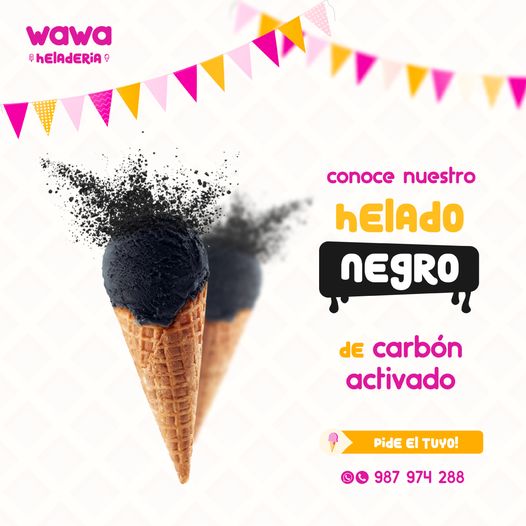 wawa
HELADERIA
conoce nuestro
HELADO
NEGRO
DE carbón
activado
PIDE EL TUYO!
987 974 288